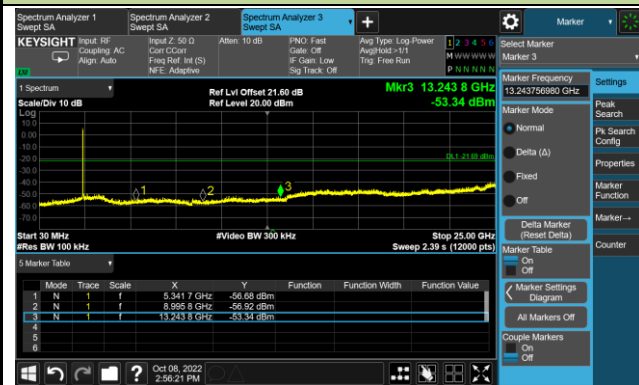 Spectrum Analyzer 1
Swept SA
Spectrum Analyzer 2
Swept SA
Spectrum Analyzer 3
Swept SA
Marker
KEYSIGHT
Input: RF
Coupling: AC
Align: Auto
Input Z: 50 Ω
Corr CCorr
Freq Ref: Int (S)
NFE: Adaptive
Atten: 10 dB
PNO: Fast
Gate: Off
IF Gain: Low
Sig Track: Off
Avg Type: Log-Power
Avg|Hold:>1/1
Trig: Free Run
1 2 3 4 5 6
M W W W W W
P N N N N N
LXI
Select Marker
Marker 3
1 Spectrum
Scale/Div 10 dB
Log
Ref Lvl Offset 21.60 dB
Ref Level 20.00 dBm
Mkr3 13.243 8 GHz
-53.34 dBm
10.0
0.00
-10.0
-20.0
-30.0
-40.0
-50.0
-60.0
-70.0
1
2
3
Start 30 MHz
#Res BW 100 kHz
#Video BW 300 kHz
Stop 25.00 GHz
Sweep 2.39 s (12000 pts)
5 Marker Table
Mode Trace Scale X Y Function Function Width Function Value
1 N 1 f 5.341 7 GHz -56.68 dBm
2 N 1 f 8.995 8 GHz -56.92 dBm
3 N 1 f 13.243 8 GHz -53.34 dBm
4
5
6
Oct 08, 2022
2:56:21 PM
Marker Frequency
13.243756980 GHz
Marker Mode
Normal
Delta (Δ)
Fixed
Off
Delta Marker
(Reset Delta)
Marker Table
On
Off
Marker Settings
Diagram
All Markers Off
Couple Markers
On
Off
Settings
Peak
Search
Pk Search
Config
Properties
Marker
Function
Marker→
Counter